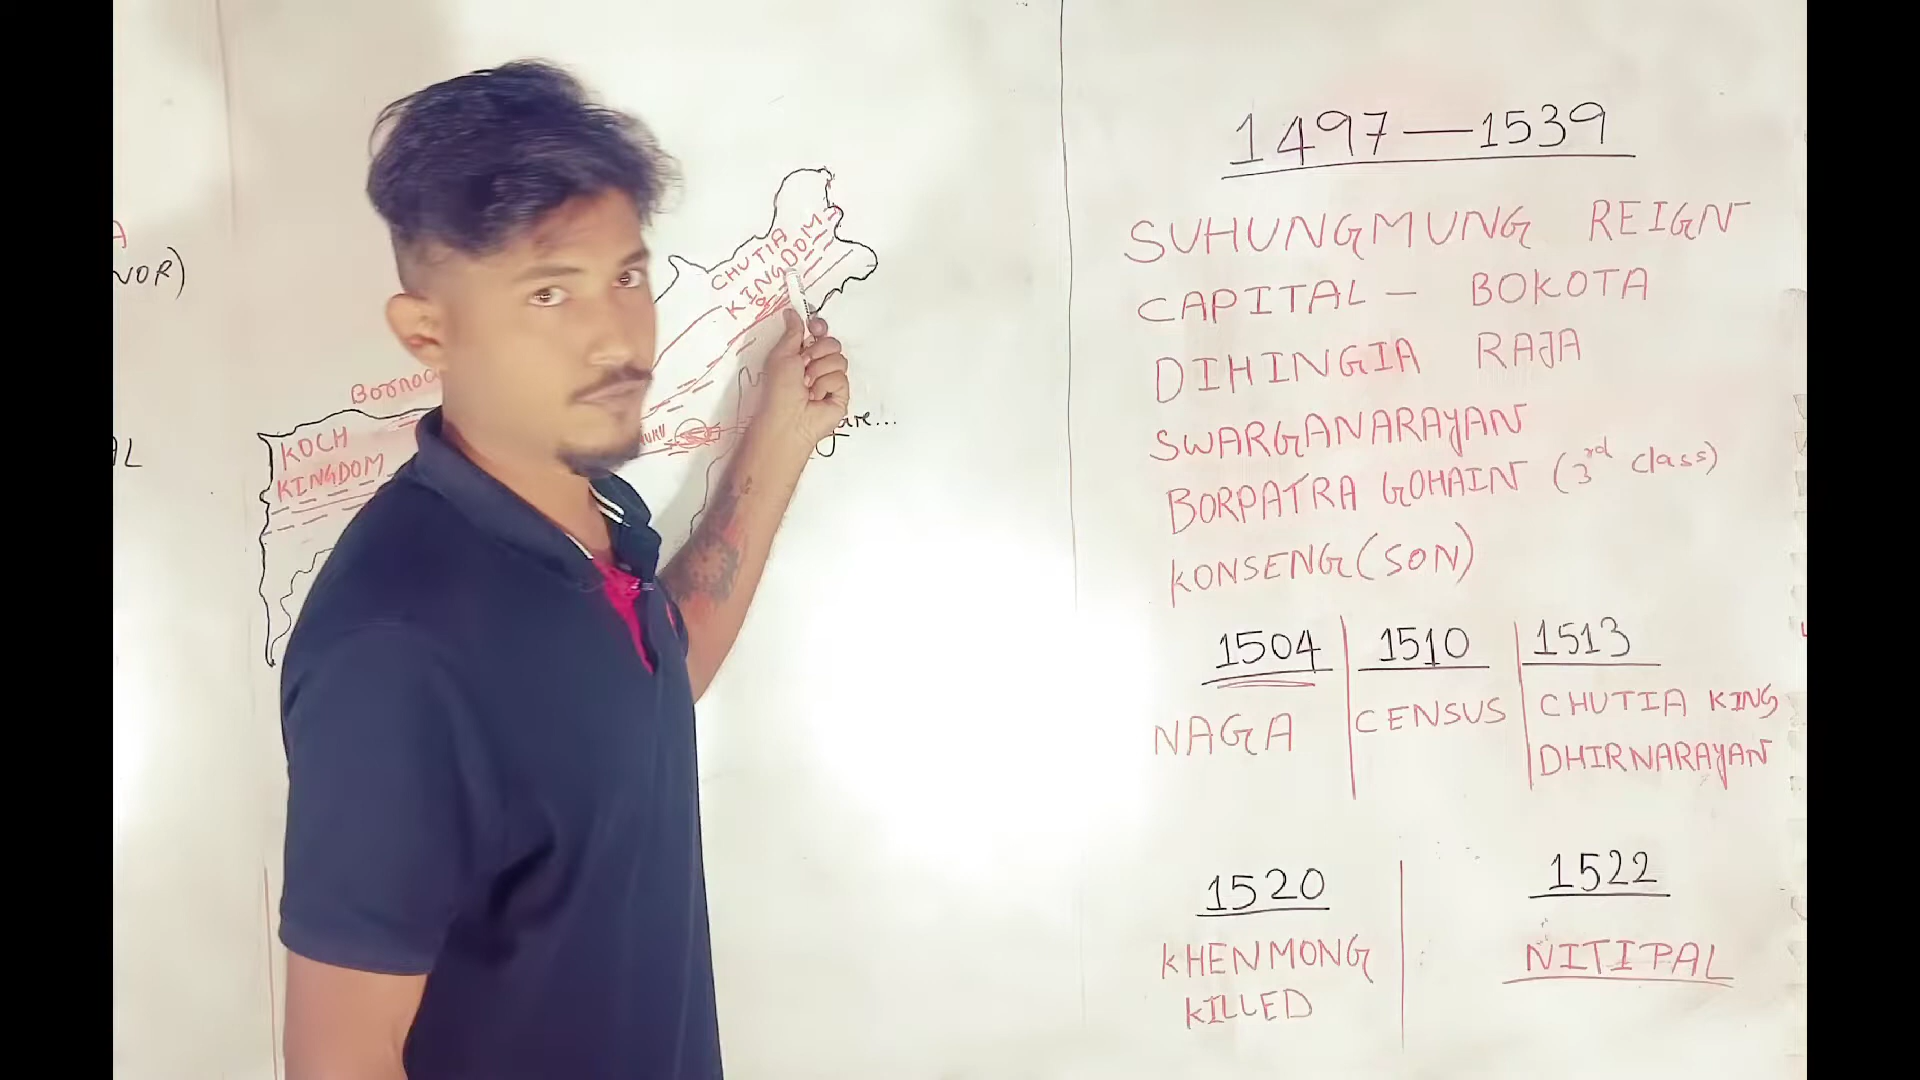 CHUTIA
KINGDOM
KOCH
KINGDOM
1497—1539
SUHUNGMUNG REIGN
CAPITAL — BOKOTA
DIHINGIA RAJA
SWARGANARAYAN
BORPATRA GOHAIN (3rd class)
KONSENG (SON)
1504
NAGA
1510
CENSUS
1513
CHUTIA KING
DHIRNARAYAN
1520
KHENMONG
KILLED
1522
NITIPAL